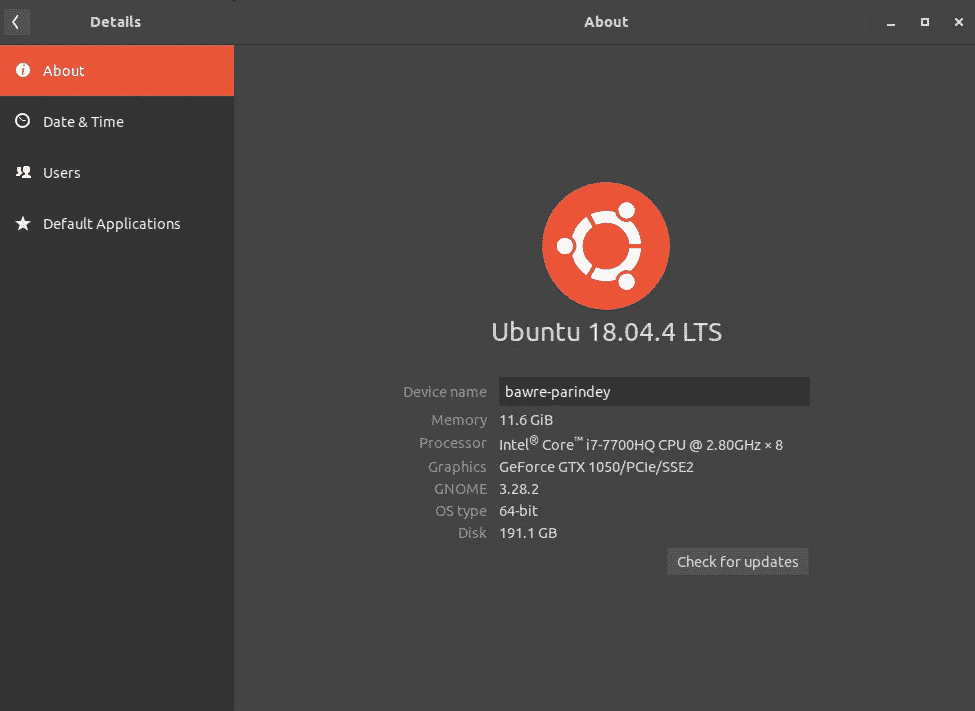 Details
About
About
Date & Time
Users
Default Applications
Ubuntu 18.04.4 LTS
Device name bawre-parindey
Memory 11.6 GiB
Processor Intel® Core™ i7-7700HQ CPU @ 2.80GHz × 8
Graphics GeForce GTX 1050/PCIe/SSE2
GNOME 3.28.2
OS type 64-bit
Disk 191.1 GB
Check for updates